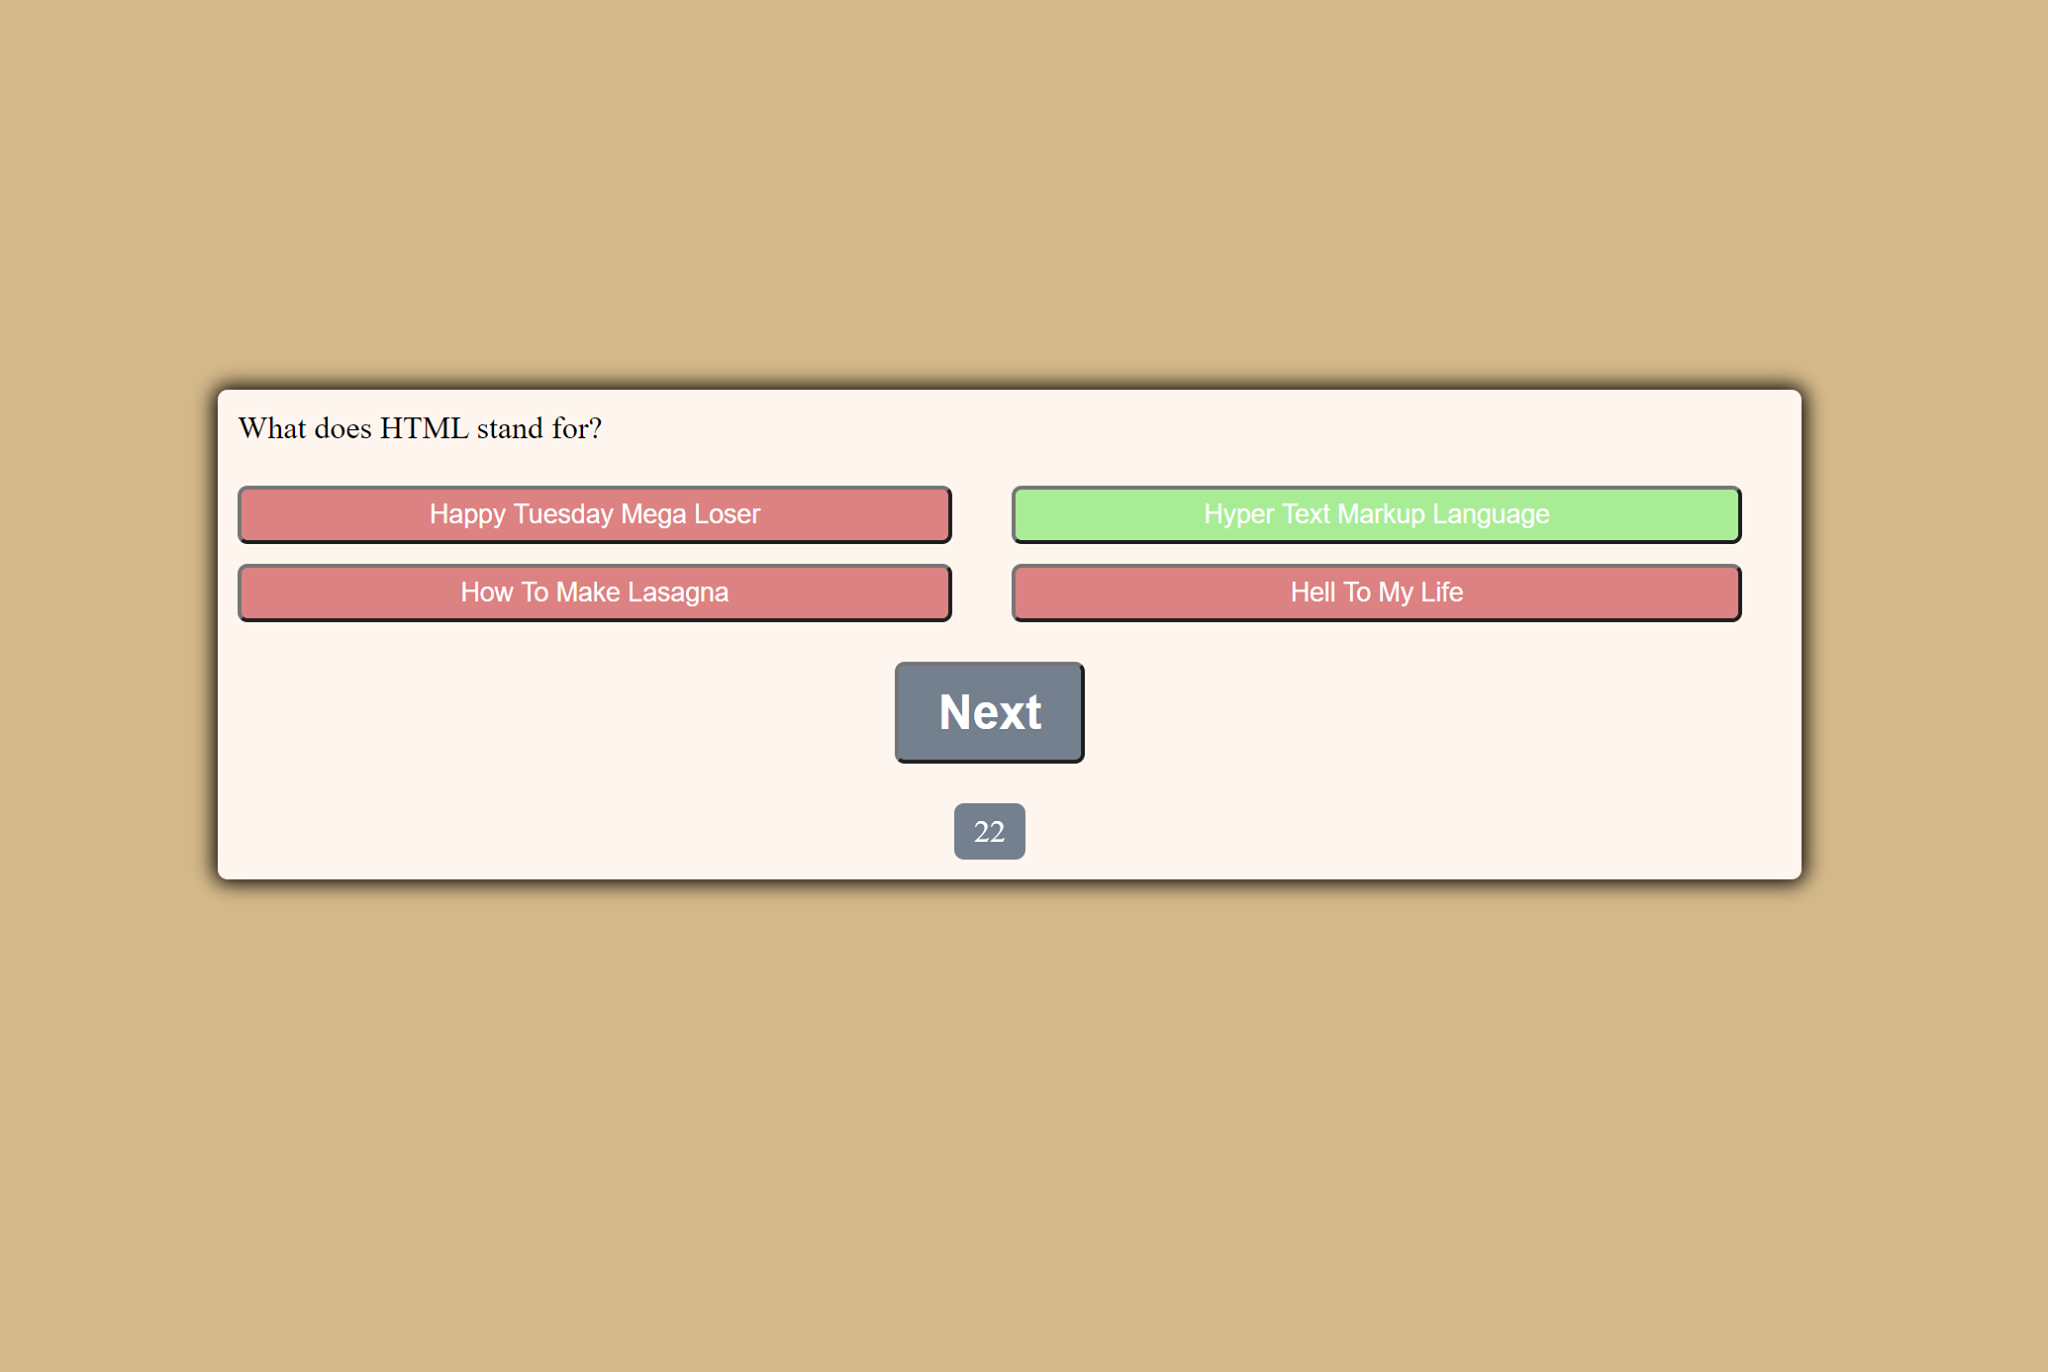 What does HTML stand for?
Happy Tuesday Mega Loser
Hyper Text Markup Language
How To Make Lasagna
Hell To My Life
Next
22